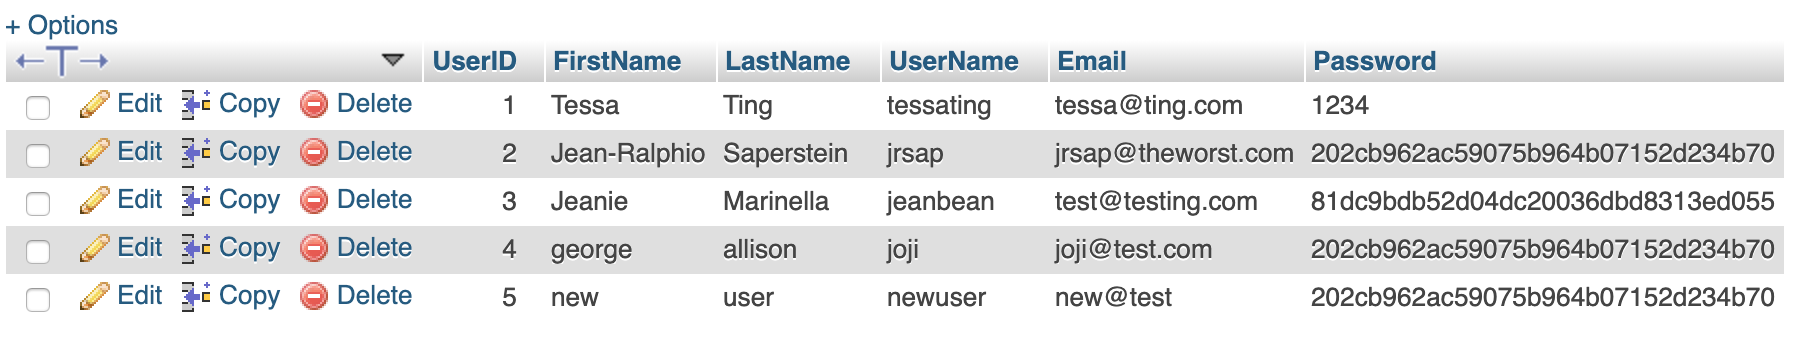 + Options
←T→ UserID FirstName LastName UserName Email Password
Edit Copy Delete 1 Tessa Ting tessating tessa@ting.com 1234
Edit Copy Delete 2 Jean-Ralphio Saperstein jrsap jrsap@theworst.com 202cb962ac59075b964b07152d234b70
Edit Copy Delete 3 Jeanie Marinella jeanbean test@testing.com 81dc9bdb52d04dc20036dbd8313ed055
Edit Copy Delete 4 george allison joji joji@test.com 202cb962ac59075b964b07152d234b70
Edit Copy Delete 5 new user newuser new@test 202cb962ac59075b964b07152d234b70